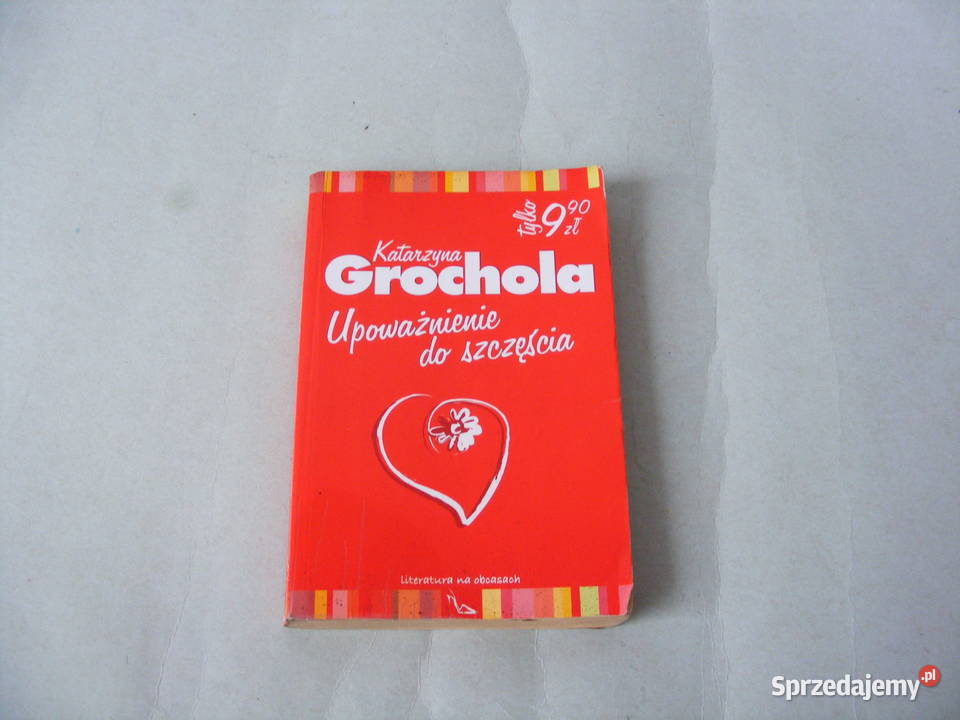 tylko 9 90 zł
Katarzyna
Grochola
Upoważnienie
do szczęścia
literatura na obcasach
Sprzedajemy.pl